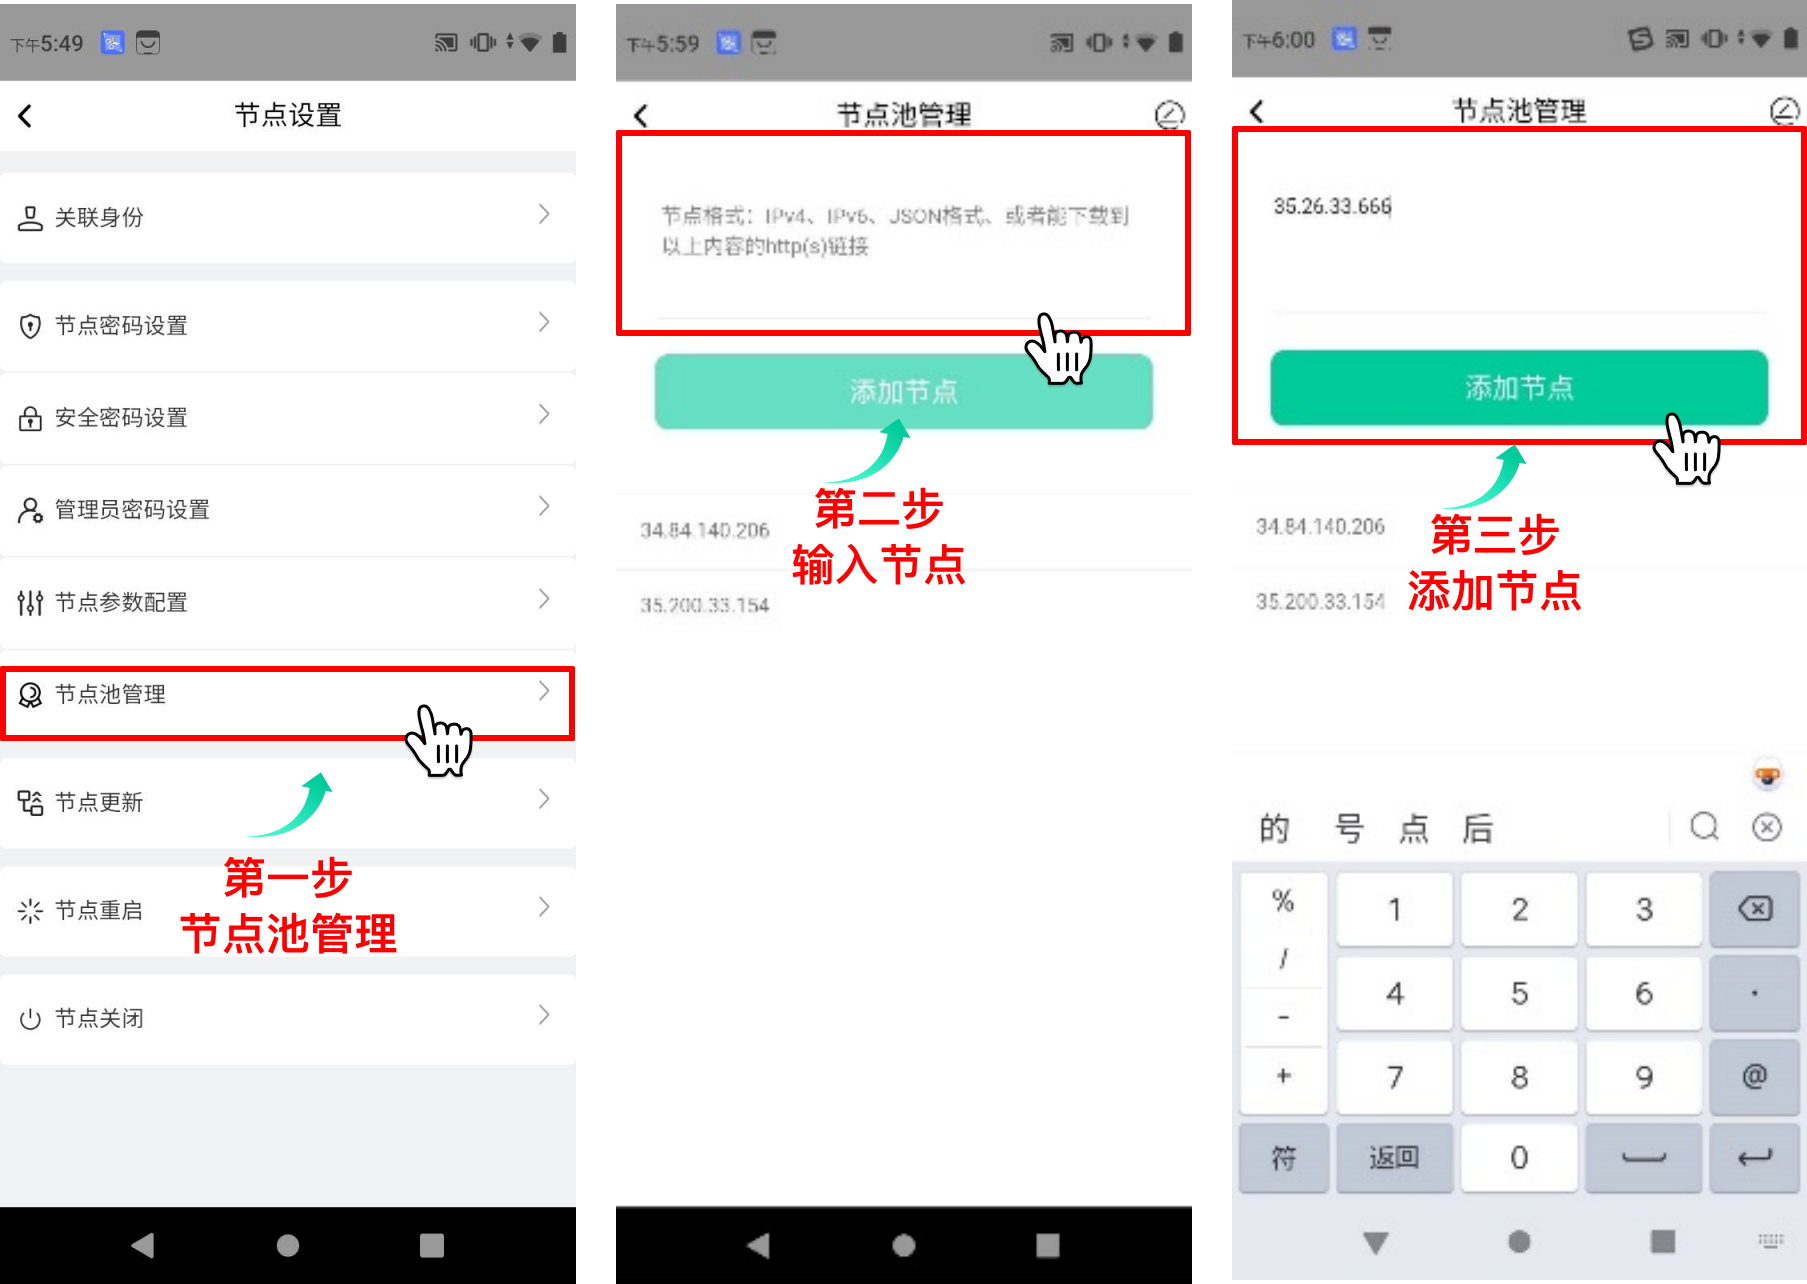 下午5:49
节点设置
关联身份
节点密码设置
安全密码设置
管理员密码设置
节点参数配置
节点池管理
节点更新
第一步
节点重启
节点池管理
节点关闭
下午5:59
节点池管理
节点格式：IPv4、IPv6、JSON格式、或者能下载到
以上内容的http(s)链接
添加节点
第二步
34.84.140.206
输入节点
35.200.33.154
下午6:00
节点池管理
35.26.33.666
添加节点
34.84.140.206
第三步
添加节点
35.200.33.154
的 号 点 后
% 1 2 3
/
4 5 6 .
-
+ 7 8 9 @
符 返回 0